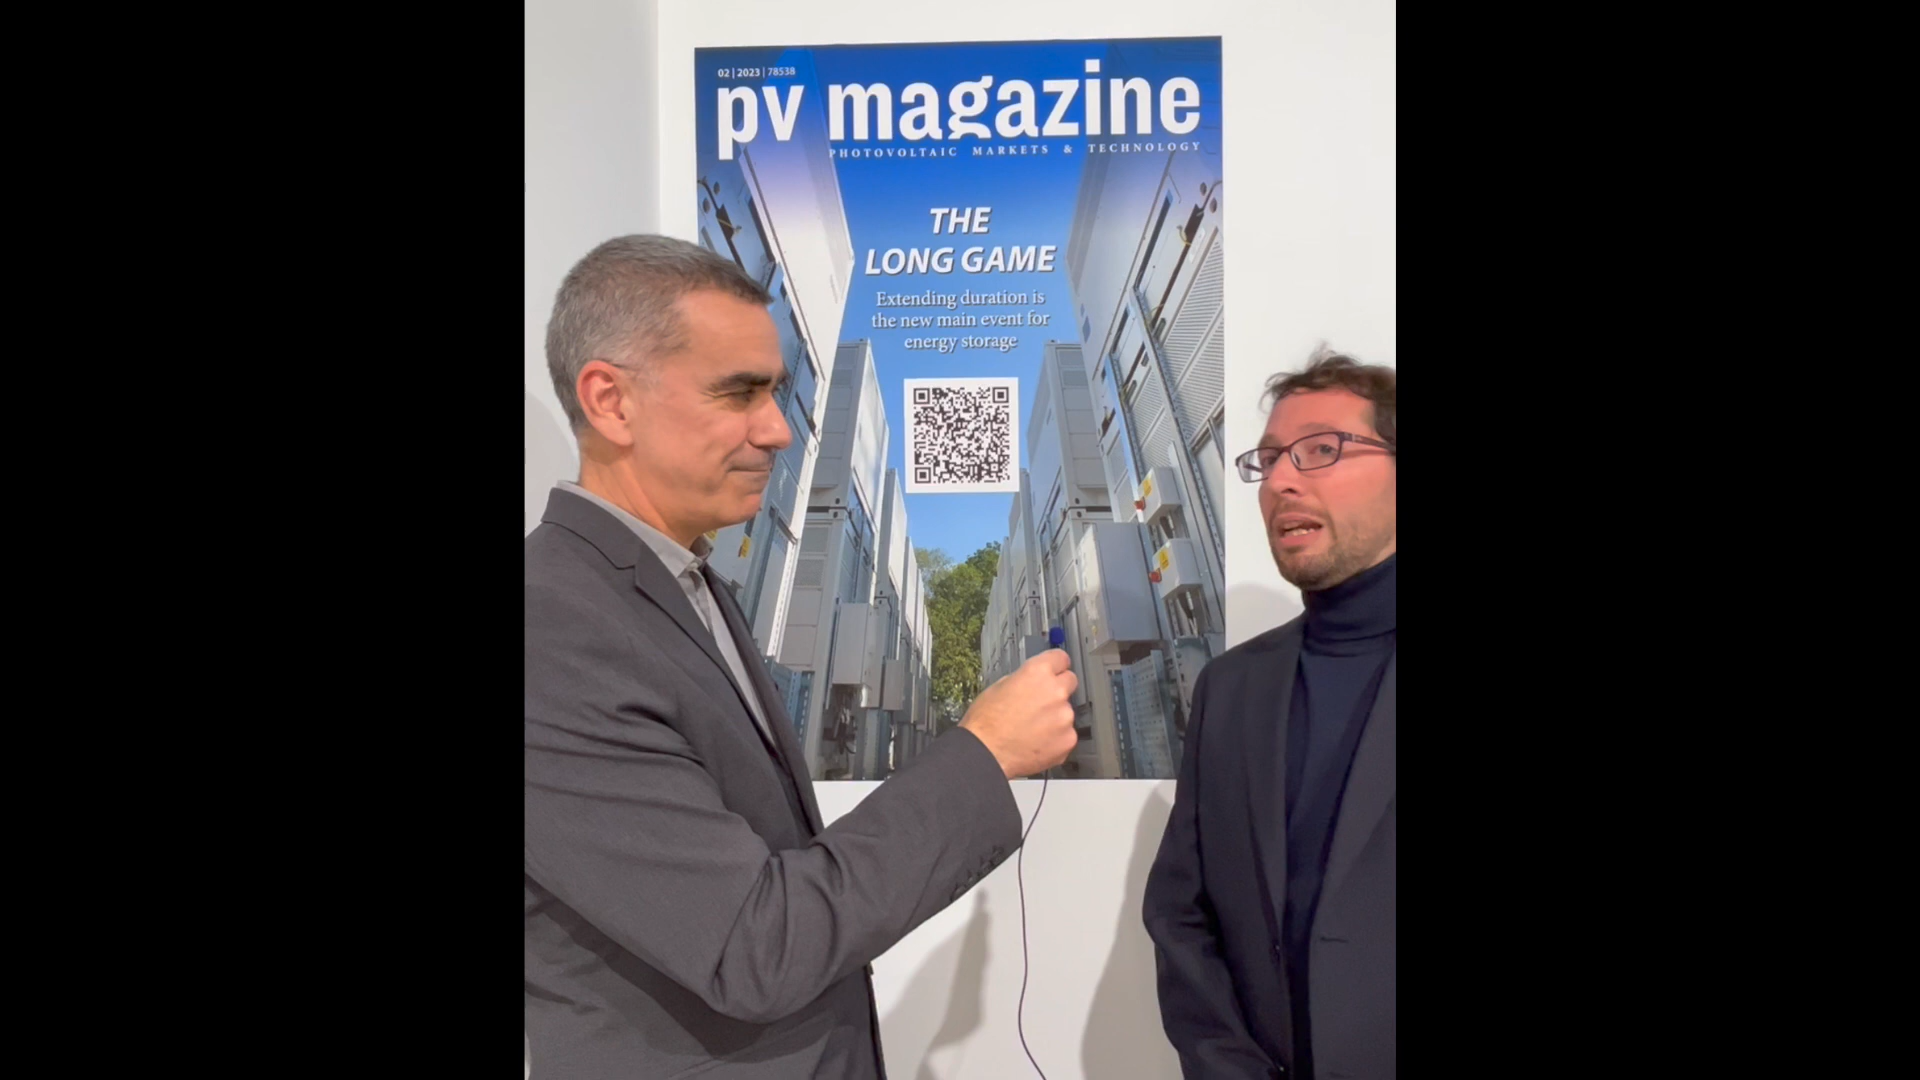 02 | 2023 | 78538
pv magazine
PHOTOVOLTAIC MARKETS & TECHNOLOGY
THE
LONG GAME
Extending duration is
the new main event for
energy storage